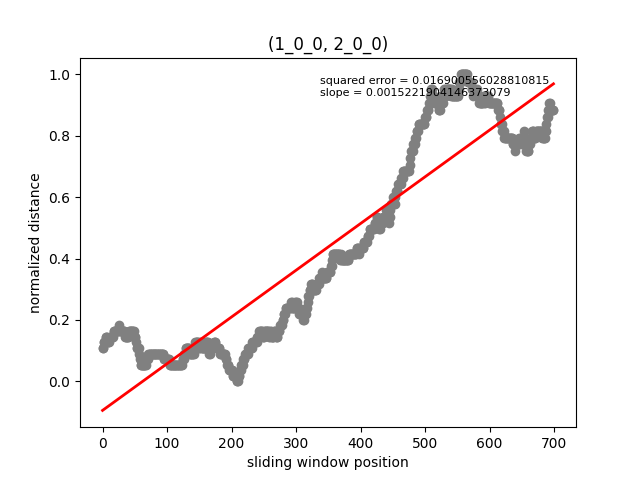 (1_0_0, 2_0_0)
squared error = 0.016900556028810815
slope = 0.0015221904146373079
normalized distance
1.0
0.8
0.6
0.4
0.2
0.0
0 100 200 300 400 500 600 700
sliding window position